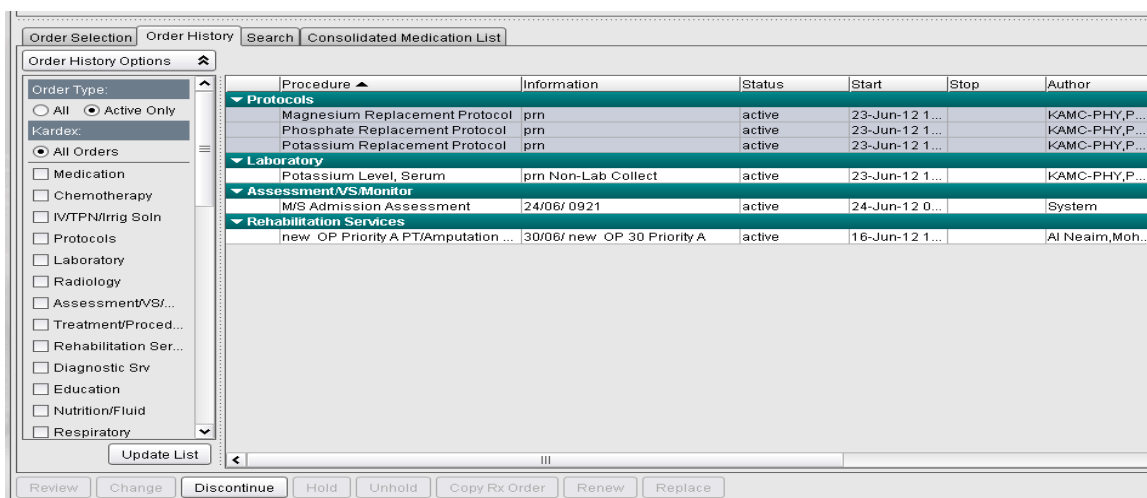 Order Selection Order History Search Consolidated Medication List
Order History Options
Order Type:
All Active Only
Kardex:
All Orders
Medication
Chemotherapy
IV/TPN/Irrig Soln
Protocols
Laboratory
Radiology
Assessment/VS/...
Treatment/Proced...
Rehabilitation Ser...
Diagnostic Srv
Education
Nutrition/Fluid
Respiratory
Update List
Procedure Information Status Start Stop Author
Protocols
Magnesium Replacement Protocol prn active 23-Jun-12 1... KAMC-PHY,P...
Phosphate Replacement Protocol prn active 23-Jun-12 1... KAMC-PHY,P...
Potassium Replacement Protocol prn active 23-Jun-12 1... KAMC-PHY,P...
Laboratory
Potassium Level, Serum prn Non-Lab Collect active 23-Jun-12 1... KAMC-PHY,P...
Assessment/VS/Monitor
M/S Admission Assessment 24/06/ 0921 active 24-Jun-12 0... System
Rehabilitation Services
new OP Priority A PT/Amputation ... 30/06/ new OP 30 Priority A active 16-Jun-12 1... Al Neaim,Moh...
Review Change Discontinue Hold Unhold Copy Rx Order Renew Replace